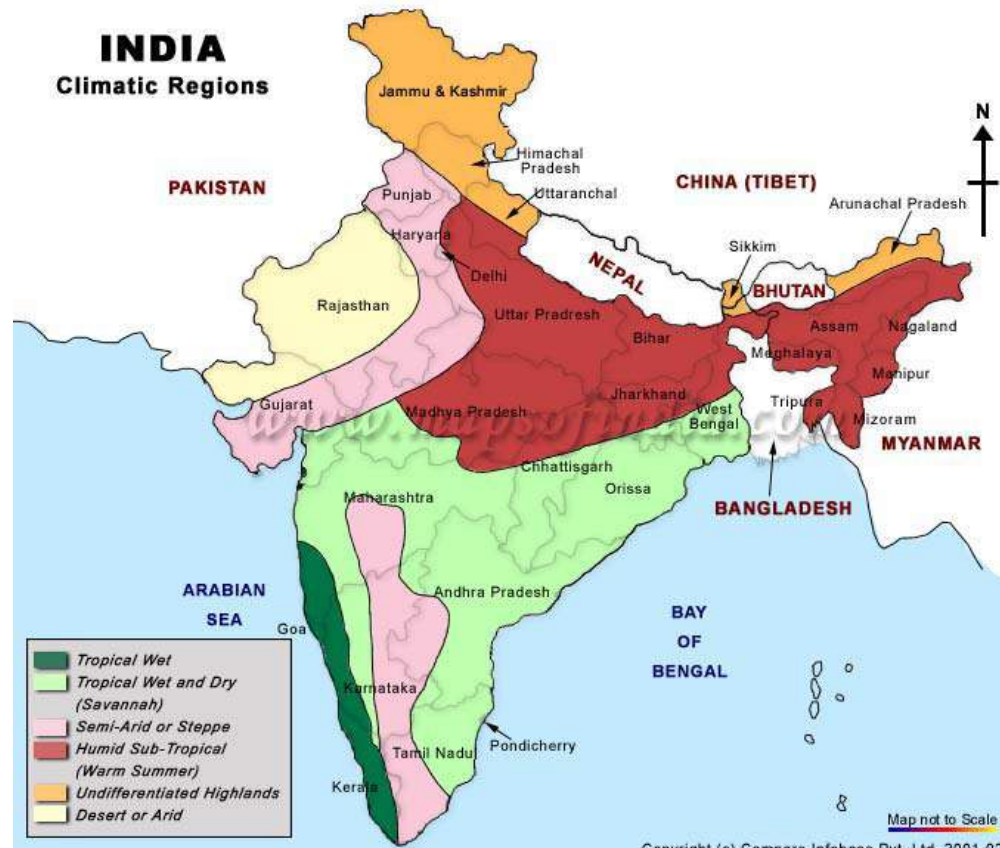 INDIA
Climatic Regions
Jammu & Kashmir
N
Himachal
Pradesh
PAKISTAN
Punjab
Uttaranchal
CHINA (TIBET)
Arunachal Pradesh
Haryana
Sikkim
Delhi
NEPAL
BHUTAN
Rajasthan
Uttar Pradresh
Assam
Nagaland
Bihar
Meghalaya
Manipur
Gujarat
Jharkhand
Tripura
Madhya Pradesh
West
Bengal
Mizoram
www.mapsofindia.com
MYANMAR
Chhattisgarh
Maharashtra
Orissa
BANGLADESH
ARABIAN
SEA
Andhra Pradesh
BAY
OF
BENGAL
Goa
Tropical Wet
Tropical Wet and Dry
(Savannah)
Semi-Arid or Steppe
Humid Sub-Tropical
(Warm Summer)
Undifferentiated Highlands
Desert or Arid
Karnataka
Pondicherry
Tamil Nadu
Kerala
Map not to Scale